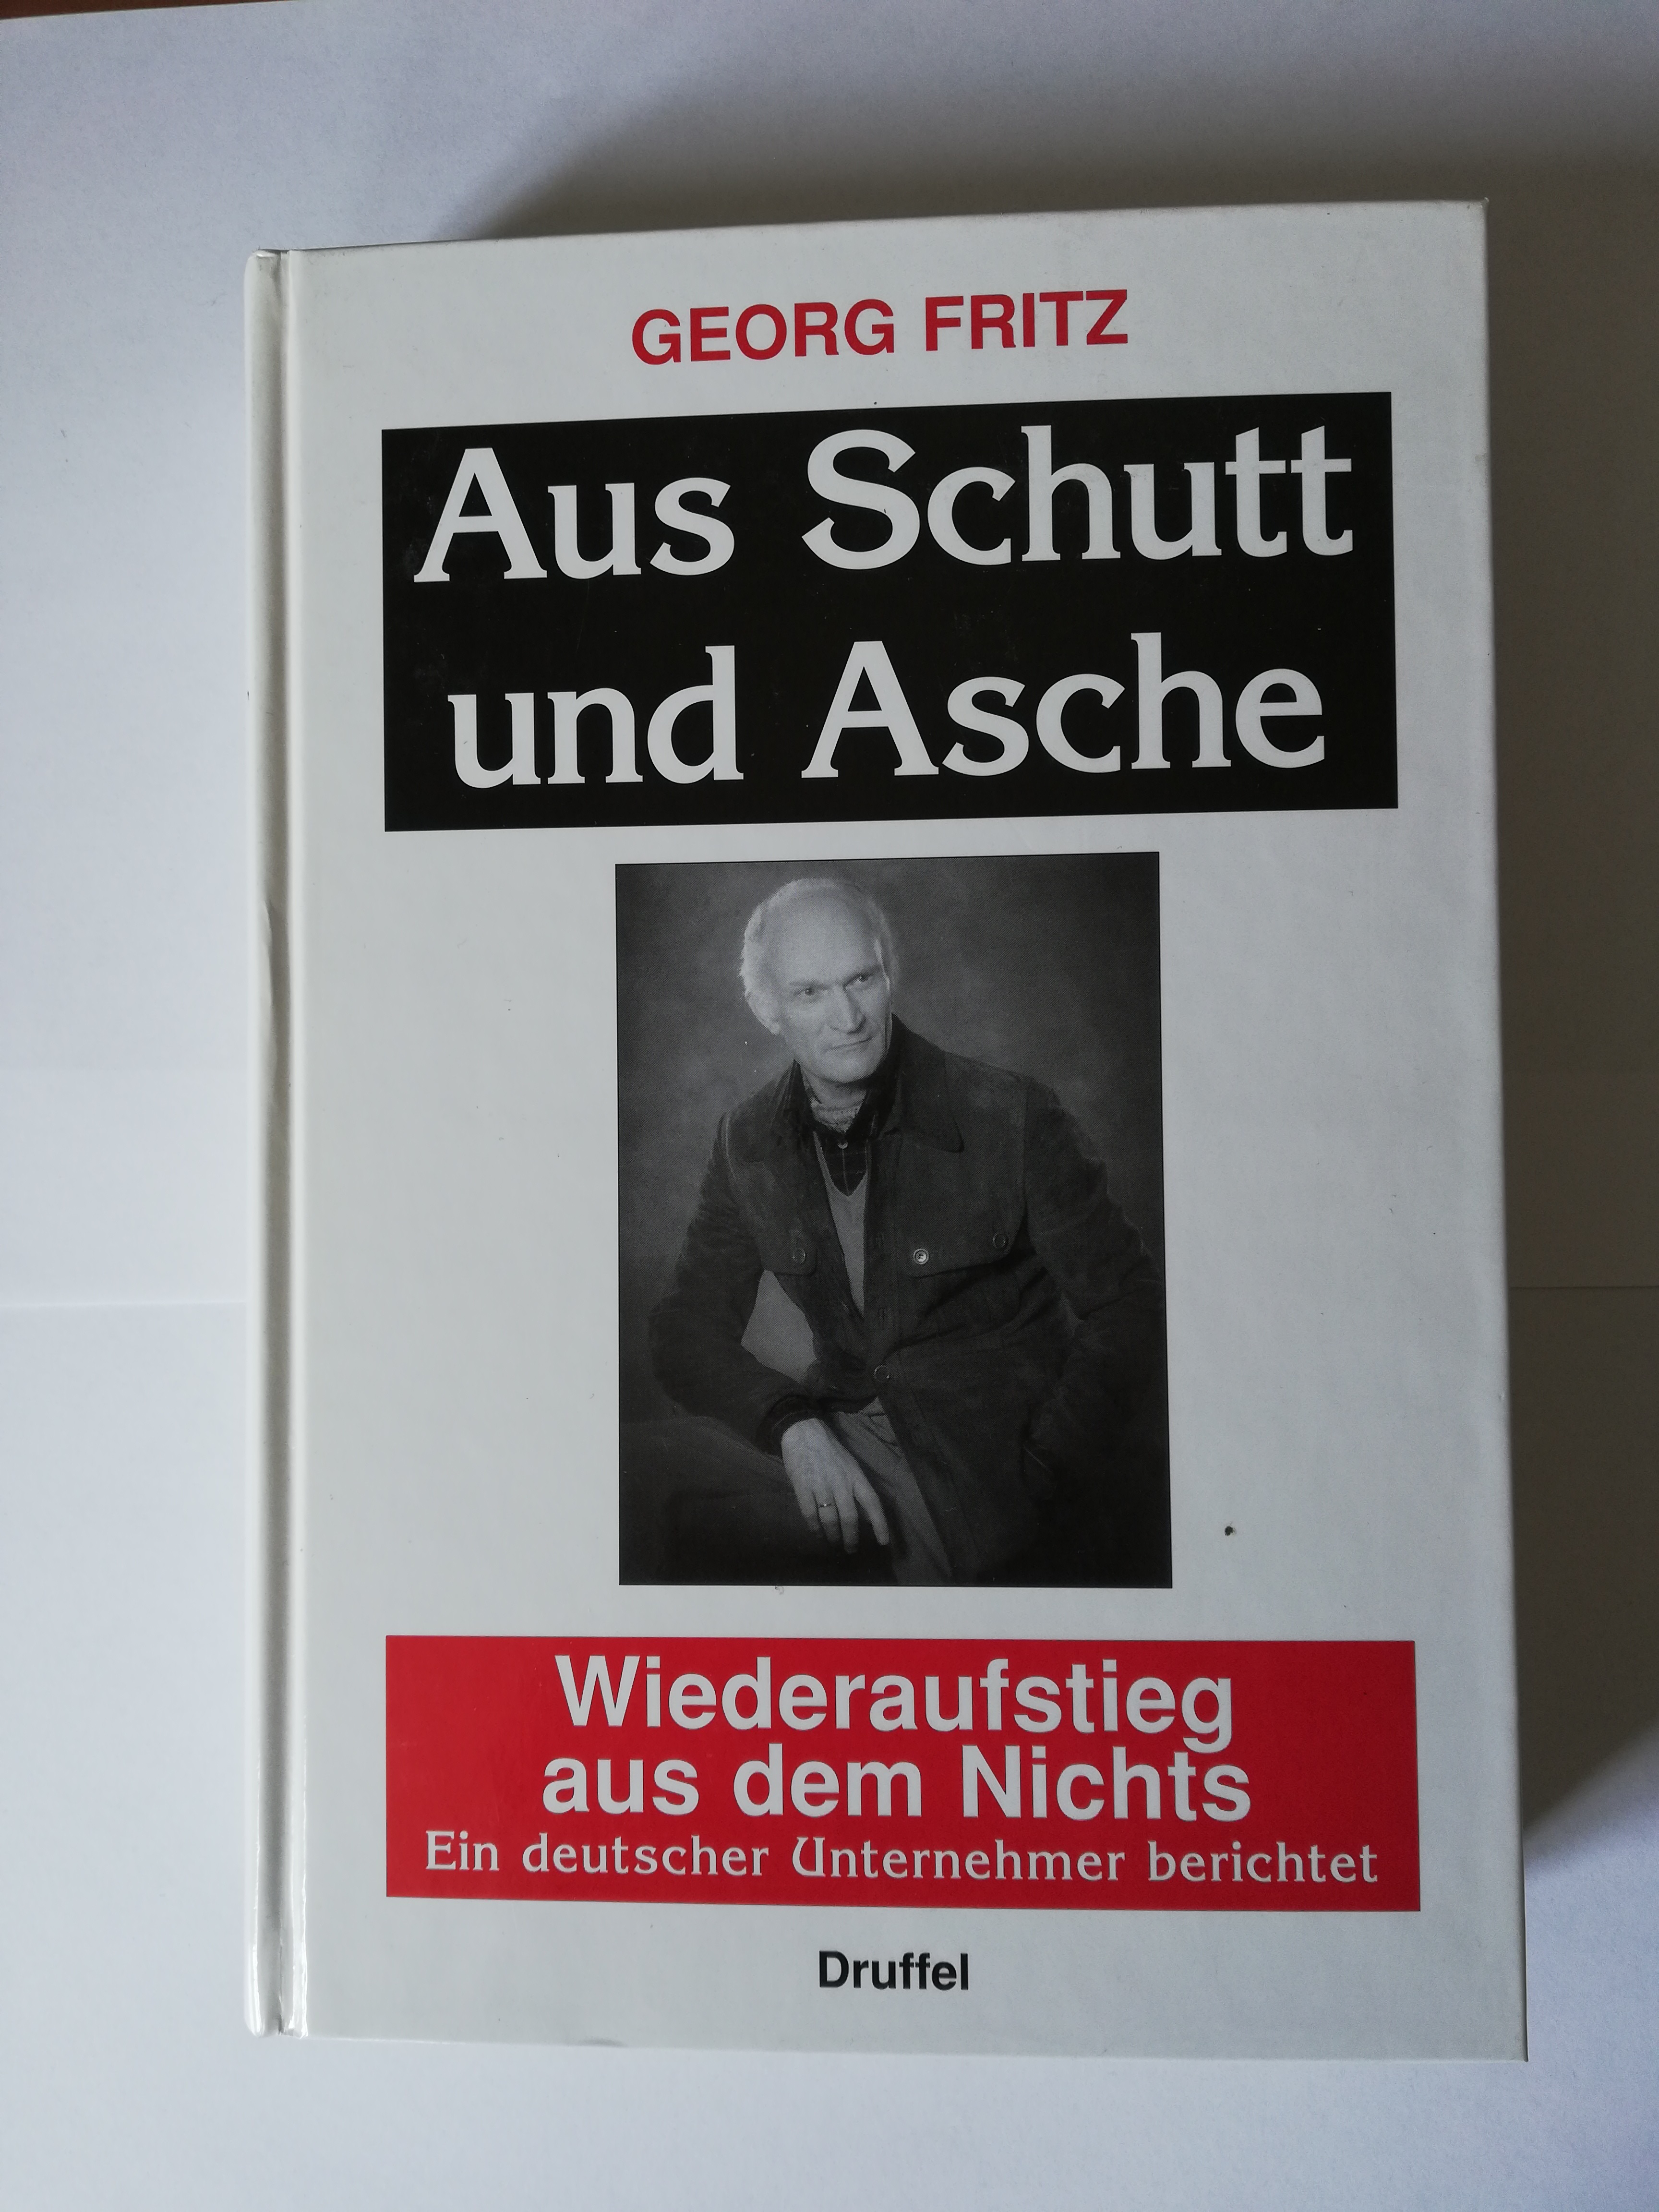 GEORG FRITZ
Aus Schutt
und Asche
Wiederaufstieg
aus dem Nichts
Ein deutscher Unternehmer berichtet
Druffel